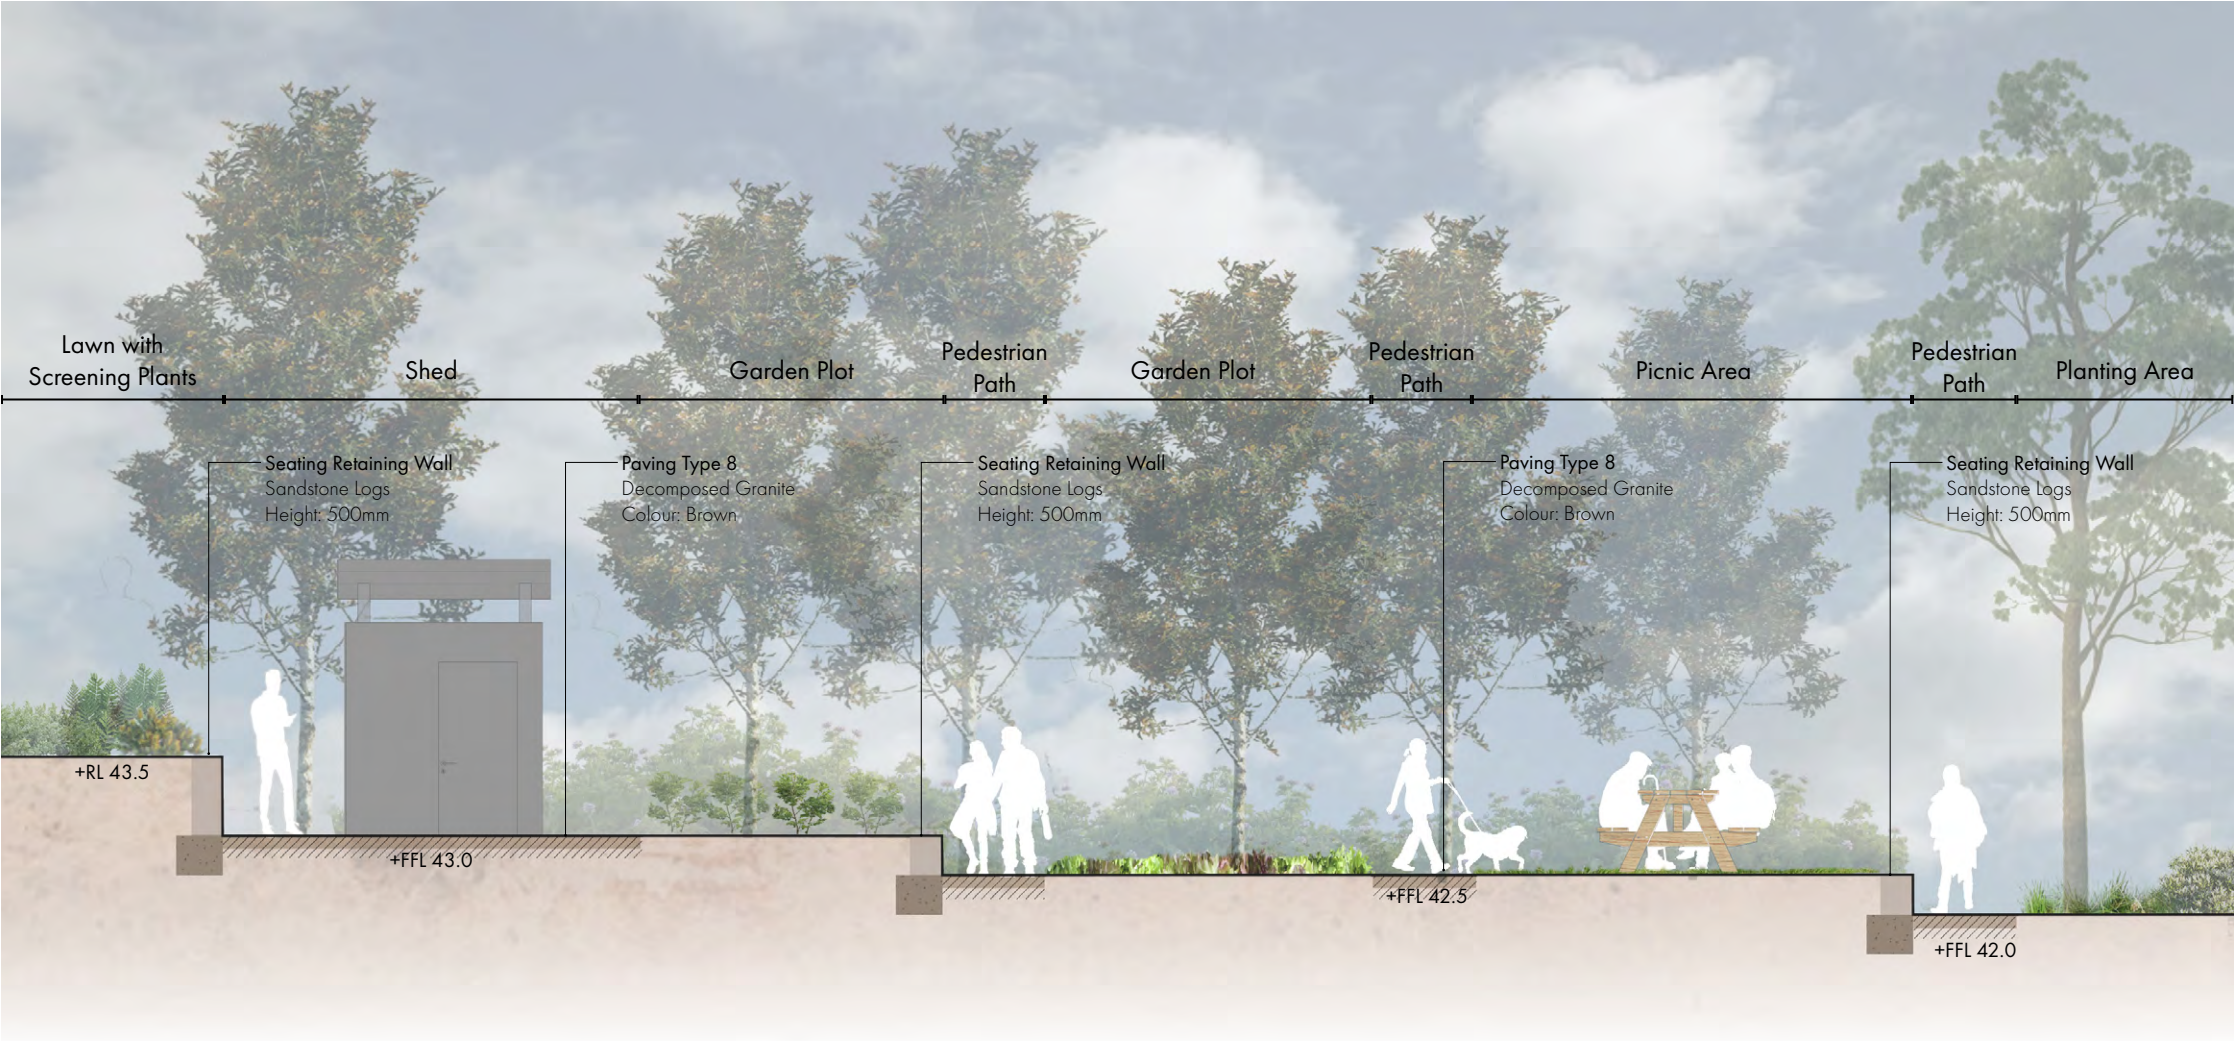 Lawn with
Screening Plants
Shed
Garden Plot
Pedestrian
Path
Garden Plot
Pedestrian
Path
Picnic Area
Pedestrian
Path
Planting Area
Seating Retaining Wall
Sandstone Logs
Height: 500mm
Paving Type 8
Decomposed Granite
Colour: Brown
Seating Retaining Wall
Sandstone Logs
Height: 500mm
Paving Type 8
Decomposed Granite
Colour: Brown
Seating Retaining Wall
Sandstone Logs
Height: 500mm
+RL 43.5
+FFL 43.0
+FFL 42.5
+FFL 42.0